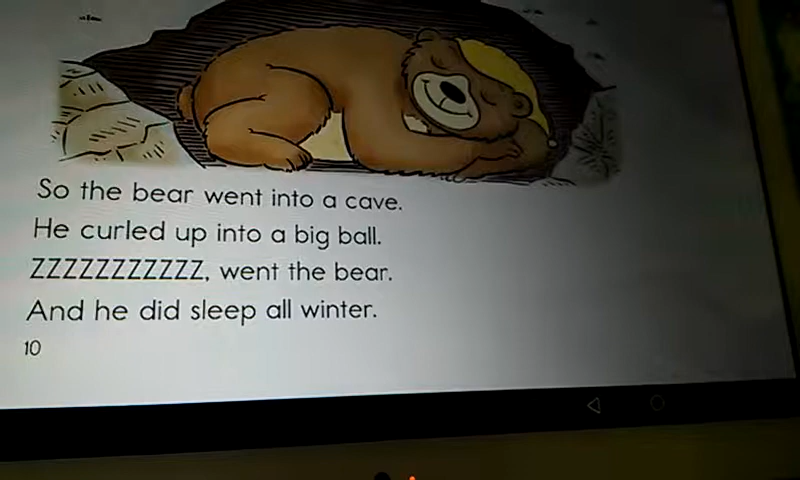 So the bear went into a cave.
He curled up into a big ball.
ZZZZZZZZZZZ, went the bear.
And he did sleep all winter.
10